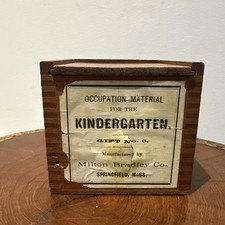 OCCUPATION MATERIAL
FOR THE
KINDERGARTEN,
GIFT No. 6.
Manufactured by
Milton Bradley Co.
SPRINGFIELD, MASS.